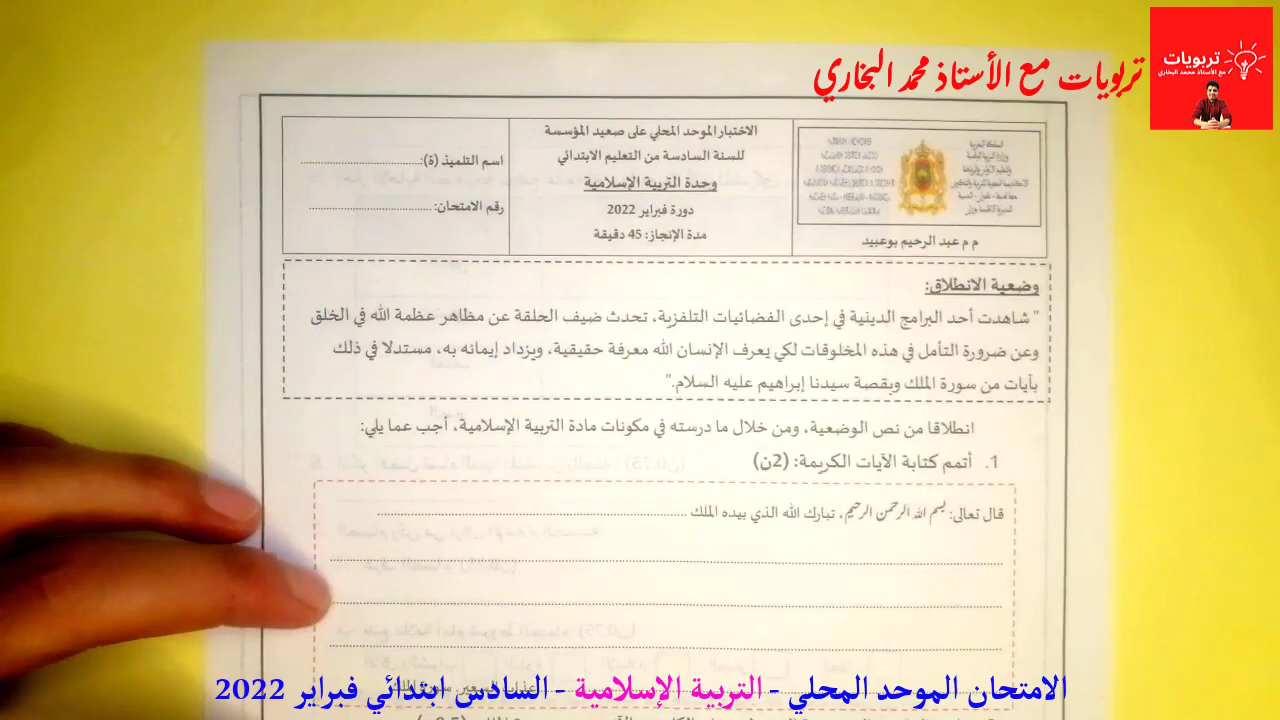 تربويات مع الأستاذ محمد البخاري
تربويات
مع الأستاذ محمد البخاري
المملكة المغربية
م م عبد الرحيم بوعبيد
الاختبار الموحد المحلي على صعيد المؤسسة
للسنة السادسة من التعليم الابتدائي
وحدة التربية الإسلامية
دورة فبراير 2022
مدة الإنجاز: 45 دقيقة
اسم التلميذ (ة):
رقم الامتحان:
وضعية الانطلاق:
" شاهدت أحد البرامج الدينية في إحدى الفضائيات التلفزية، تحدث ضيف الحلقة عن مظاهر عظمة الله في الخلق
وعن ضرورة التأمل في هذه المخلوقات لكي يعرف الإنسان الله معرفة حقيقية، ويزداد إيمانه به، مستدلا في ذلك
بآيات من سورة الملك وبقصة سيدنا إبراهيم عليه السلام."
انطلاقا من نص الوضعية، ومن خلال ما درسته في مكونات مادة التربية الإسلامية، أجب عما يلي:
1. أتمم كتابة الآيات الكريمة: (2ن)
قال تعالى: بسم الله الرحمن الرحيم، تبارك الله الذي بيده الملك
الامتحان الموحد المحلي - التربية الإسلامية - السادس ابتدائي فبراير 2022